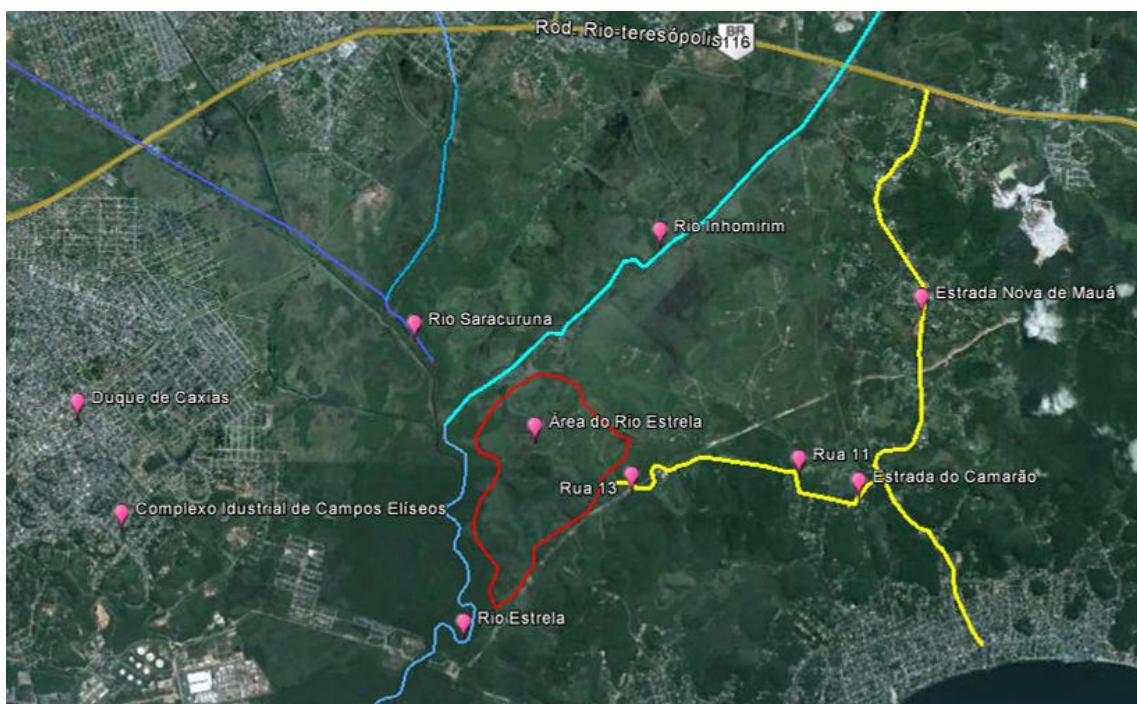 Rod. Rio-teresópolis
BR
116
Rio Inhomirim
Estrada Nova de Mauá
Rio Saracuruna
Duque de Caxias
Área do Rio Estrela
Rua 11
Rua 13
Estrada do Camarão
Complexo Idustrial de Campos Elíseos
Rio Estrela